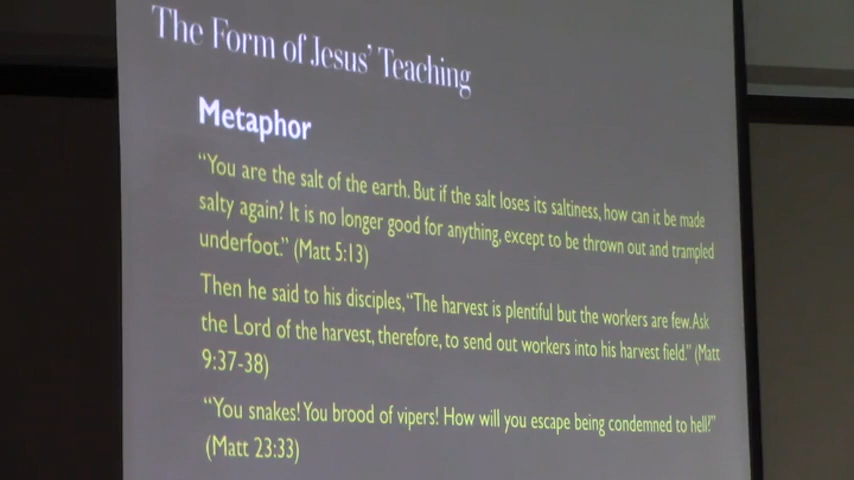 The Form of Jesus' Teaching
Metaphor
“You are the salt of the earth. But if the salt loses its saltiness, how can it be made
salty again? It is no longer good for anything, except to be thrown out and trampled
underfoot.” (Matt 5:13)
Then he said to his disciples, “The harvest is plentiful but the workers are few. Ask
the Lord of the harvest, therefore, to send out workers into his harvest field.” (Matt
9:37-38)
“You snakes! You brood of vipers! How will you escape being condemned to hell?”
(Matt 23:33)